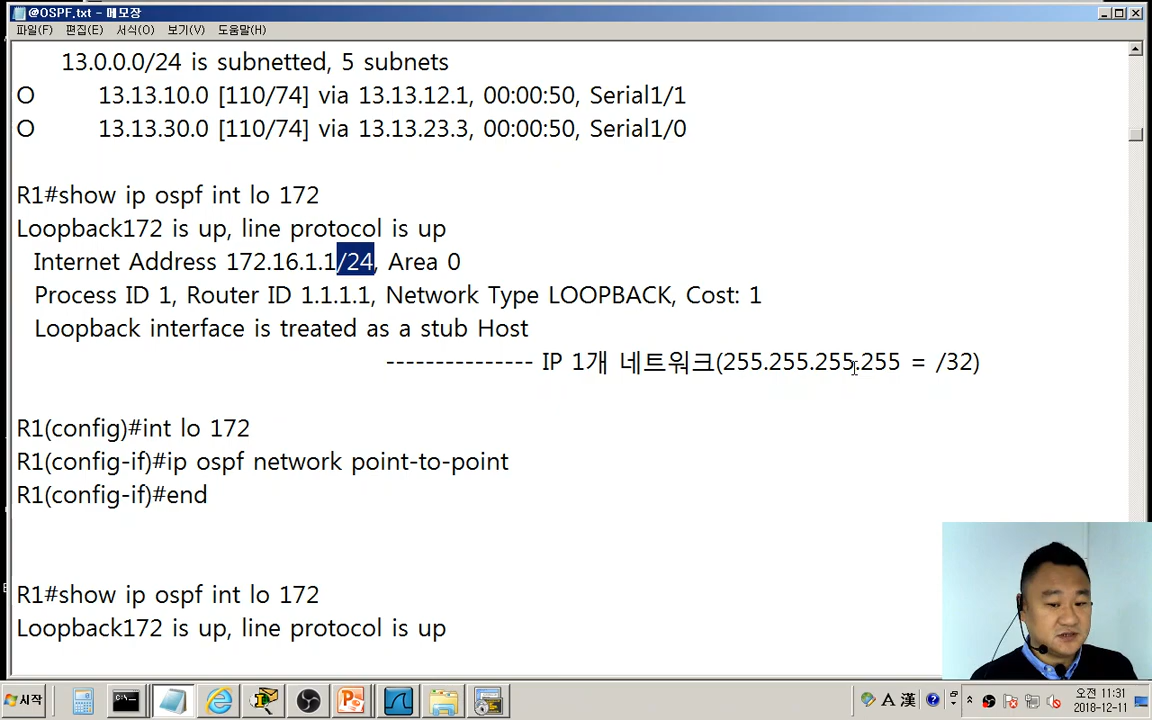 @OSPF.txt - 메모장
파일(F) 편집(E) 서식(O) 보기(V) 도움말(H)
13.0.0.0/24 is subnetted, 5 subnets
O 13.13.10.0 [110/74] via 13.13.12.1, 00:00:50, Serial1/1
O 13.13.30.0 [110/74] via 13.13.23.3, 00:00:50, Serial1/0
R1#show ip ospf int lo 172
Loopback172 is up, line protocol is up
Internet Address 172.16.1.1/24, Area 0
Process ID 1, Router ID 1.1.1.1, Network Type LOOPBACK, Cost: 1
Loopback interface is treated as a stub Host
--------------- IP 1개 네트워크(255.255.255.255 = /32)
R1(config)#int lo 172
R1(config-if)#ip ospf network point-to-point
R1(config-if)#end
R1#show ip ospf int lo 172
Loopback172 is up, line protocol is up
시작 A 漢 오전 11:31
2018-12-11